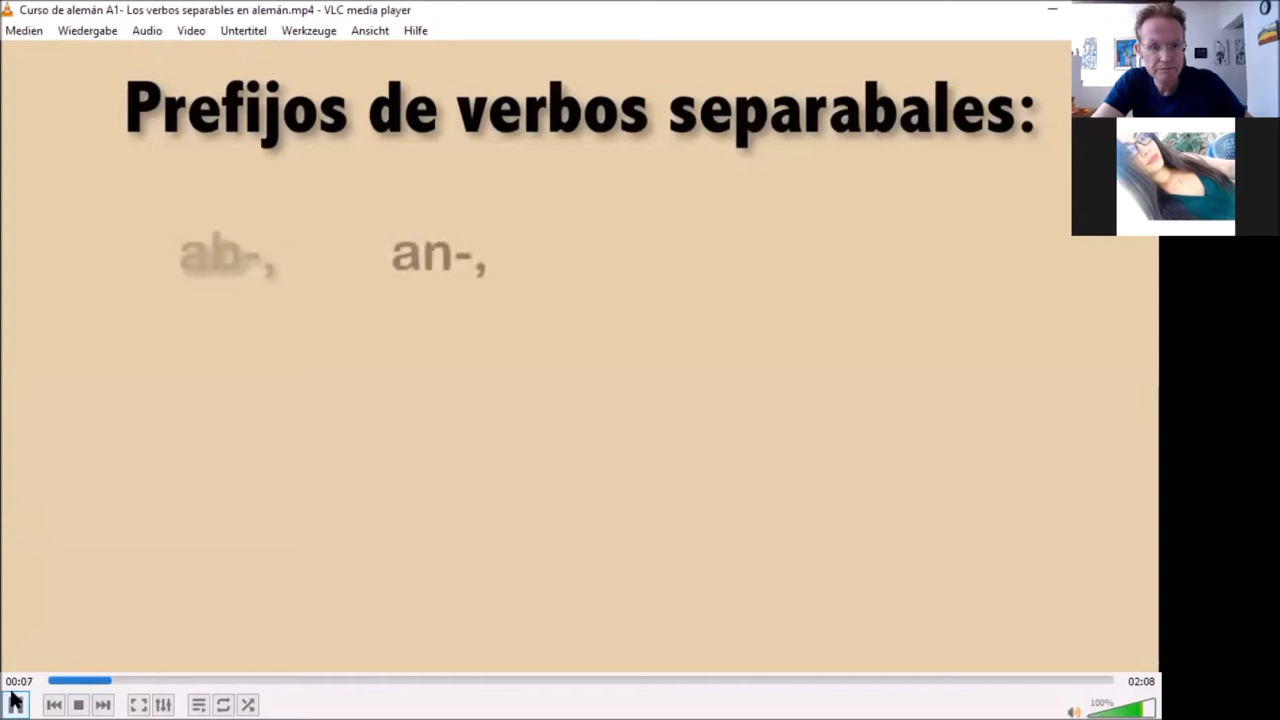 Curso de alemán A1- Los verbos separables en alemán.mp4 - VLC media player
Medien Wiedergabe Audio Video Untertitel Werkzeuge Ansicht Hilfe
Prefijos de verbos separabales:
ab-, an-,
00:07 02:08
100%